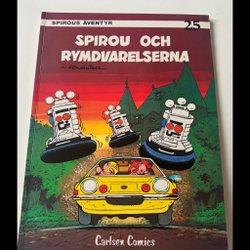 SPIROUS ÄVENTYR
25
SPIROU OCH
RYMDVARELSERNA
Carlsen Comics